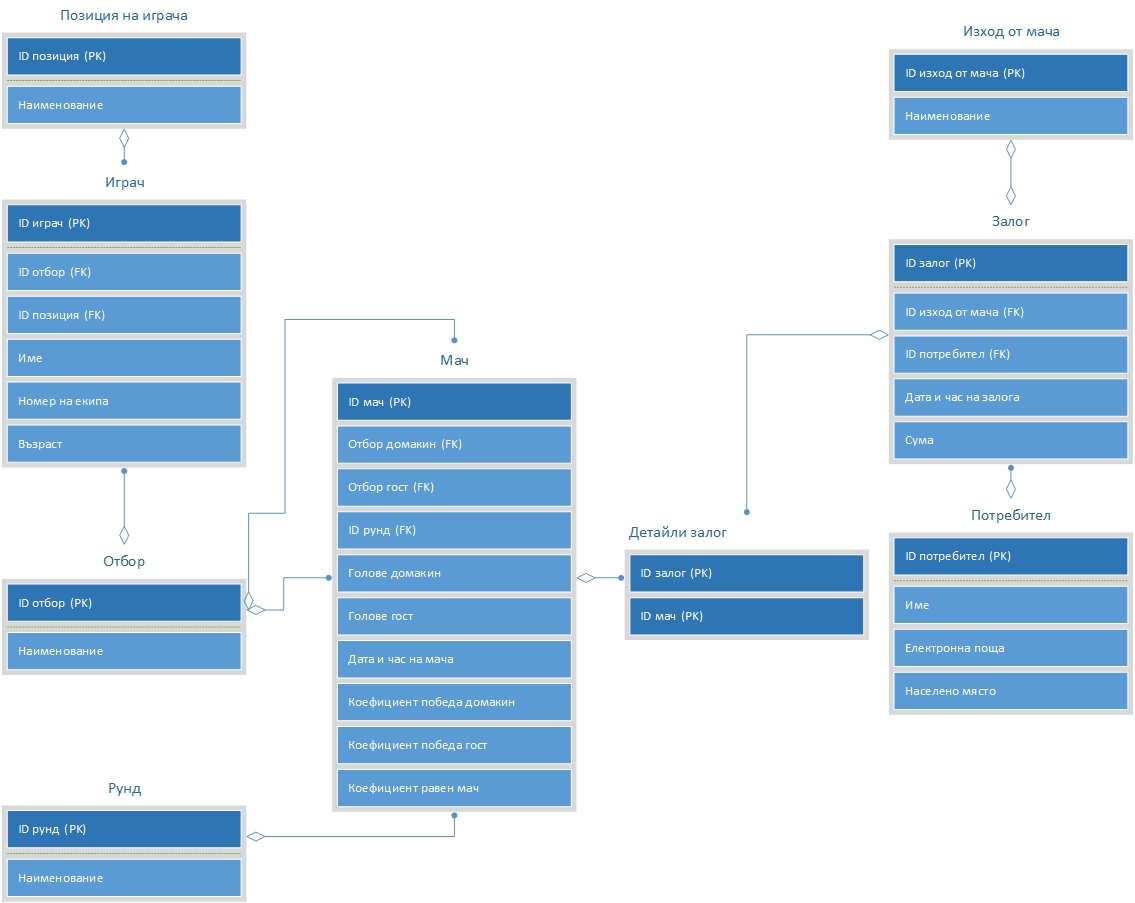 Позиция на играча
ID позиция (PK)
Наименование
Играч
ID играч (PK)
ID отбор (FK)
ID позиция (FK)
Име
Номер на екипа
Възраст
Отбор
ID отбор (PK)
Наименование
Рунд
ID рунд (PK)
Наименование
Мач
ID мач (PK)
Отбор домакин (FK)
Отбор гост (FK)
ID рунд (FK)
Голове домакин
Голове гост
Дата и час на мача
Коефициент победа домакин
Коефициент победа гост
Коефициент равен мач
Детайли залог
ID залог (PK)
ID мач (PK)
Изход от мача
ID изход от мача (PK)
Наименование
Залог
ID залог (PK)
ID изход от мача (FK)
ID потребител (FK)
Дата и час на залога
Сума
Потребител
ID потребител (PK)
Име
Електронна поща
Населено място